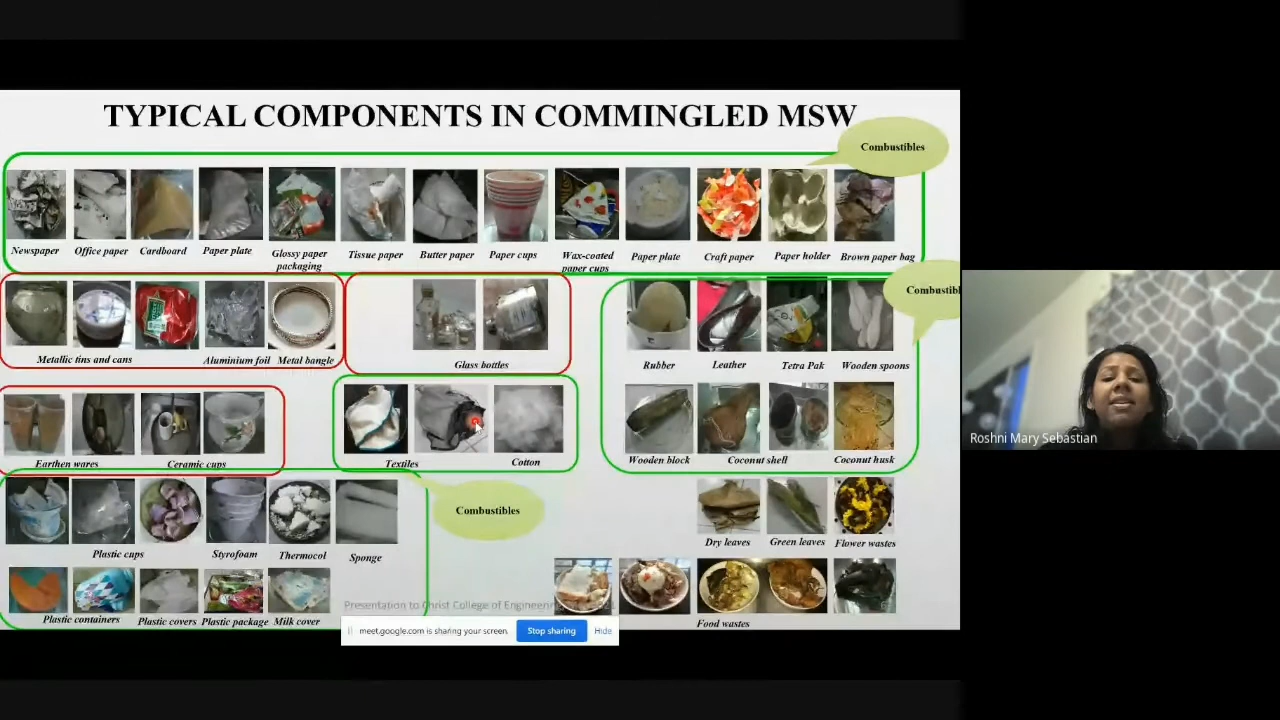 TYPICAL COMPONENTS IN COMMINGLED MSW
Combustibles
Newspaper
Office paper
Cardboard
Paper plate
Glossy paper
packaging
Tissue paper
Butter paper
Paper cups
Wax-coated
paper cups
Paper plate
Craft paper
Paper holder
Brown paper bag
Combustibl
Metallic tins and cans
Aluminium foil
Metal bangle
Glass bottles
Rubber
Leather
Tetra Pak
Wooden spoons
Earthen wares
Ceramic cups
Textiles
Cotton
Wooden block
Coconut shell
Coconut husk
Roshni Mary Sebastian
Combustibles
Plastic cups
Styrofoam
Thermocol
Sponge
Dry leaves
Green leaves
Flower wastes
Plastic containers
Plastic covers
Plastic package
Milk cover
Food wastes
Presentation to Christ College of Engineering
meet.google.com is sharing your screen.
Stop sharing
Hide